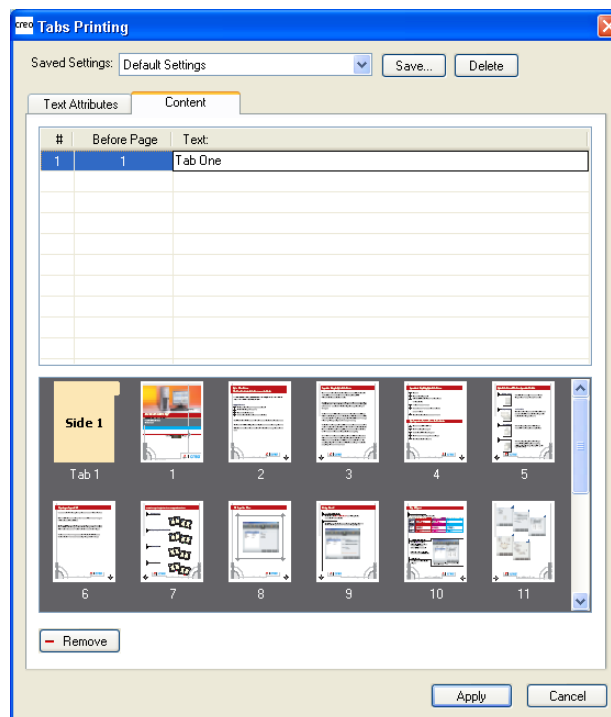 creo Tabs Printing
Saved Settings: Default Settings Save... Delete
Text Attributes Content
# Before Page Text:
1 1 Tab One
Side 1
Tab 1 1 2 3 4 5
6 7 8 9 10 11
Remove
Apply Cancel